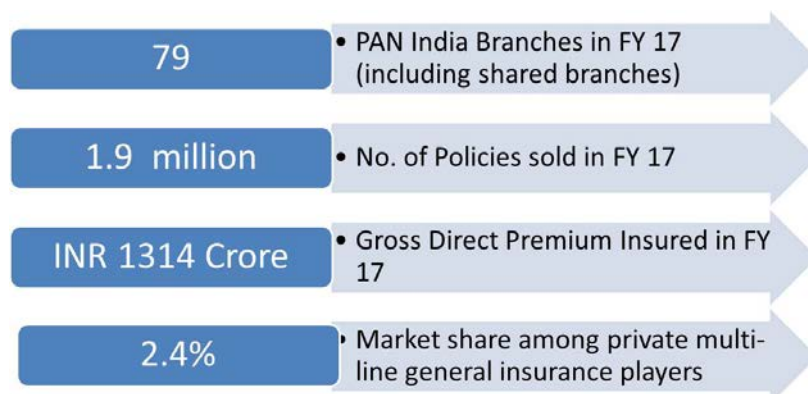 79
• PAN India Branches in FY 17
(including shared branches)
1.9 million
• No. of Policies sold in FY 17
INR 1314 Crore
• Gross Direct Premium Insured in FY
17
2.4%
• Market share among private multi-
line general insurance players